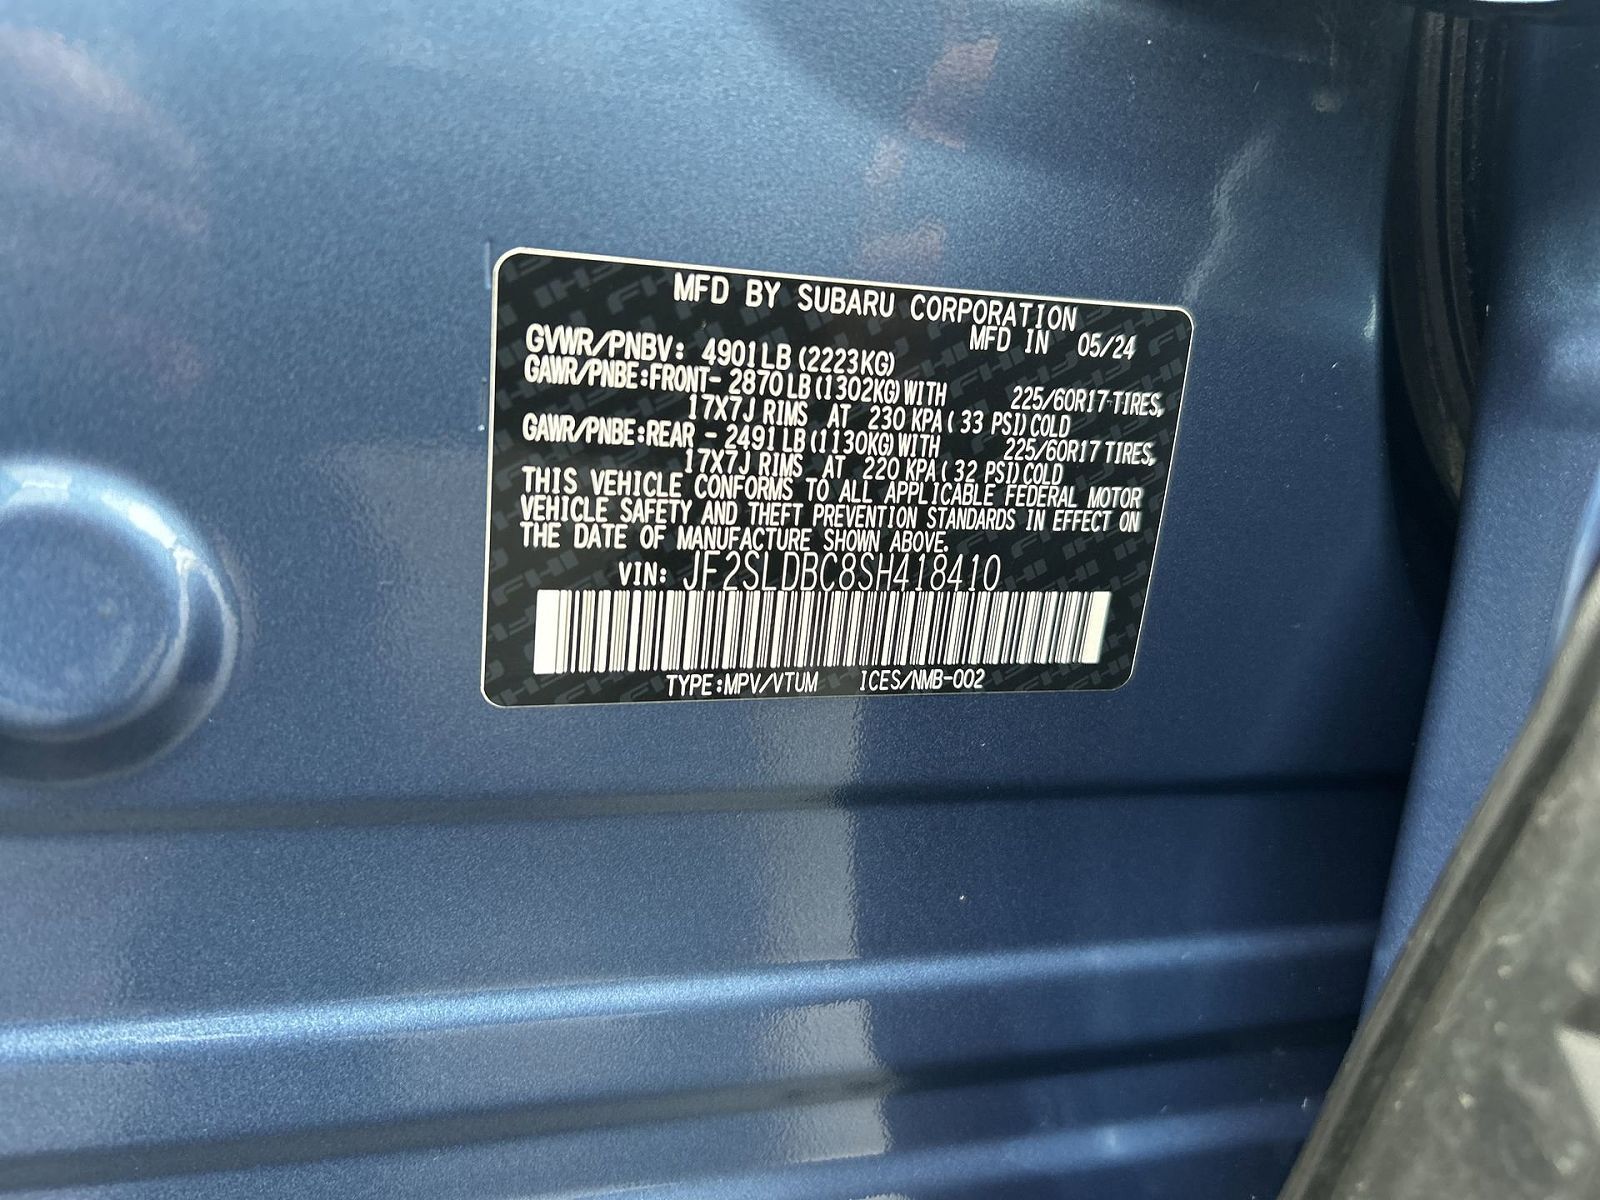 MFD BY SUBARU CORPORATION
MFD IN 05/24
GVWR/PNBV: 4901LB(2223KG)
GAWR/PNBE:FRONT- 2870LB(1302KG)WITH 225/60R17 TIRES,
17X7J RIMS AT 230 KPA( 33 PSI)COLD
GAWR/PNBE:REAR - 2491LB(1130KG)WITH 225/60R17 TIRES,
17X7J RIMS AT 220 KPA( 32 PSI)COLD
THIS VEHICLE CONFORMS TO ALL APPLICABLE FEDERAL MOTOR
VEHICLE SAFETY AND THEFT PREVENTION STANDARDS IN EFFECT ON
THE DATE OF MANUFACTURE SHOWN ABOVE.
VIN: JF2SLDBC8SH418410
TYPE:MPV/VTUM ICES/NMB-002